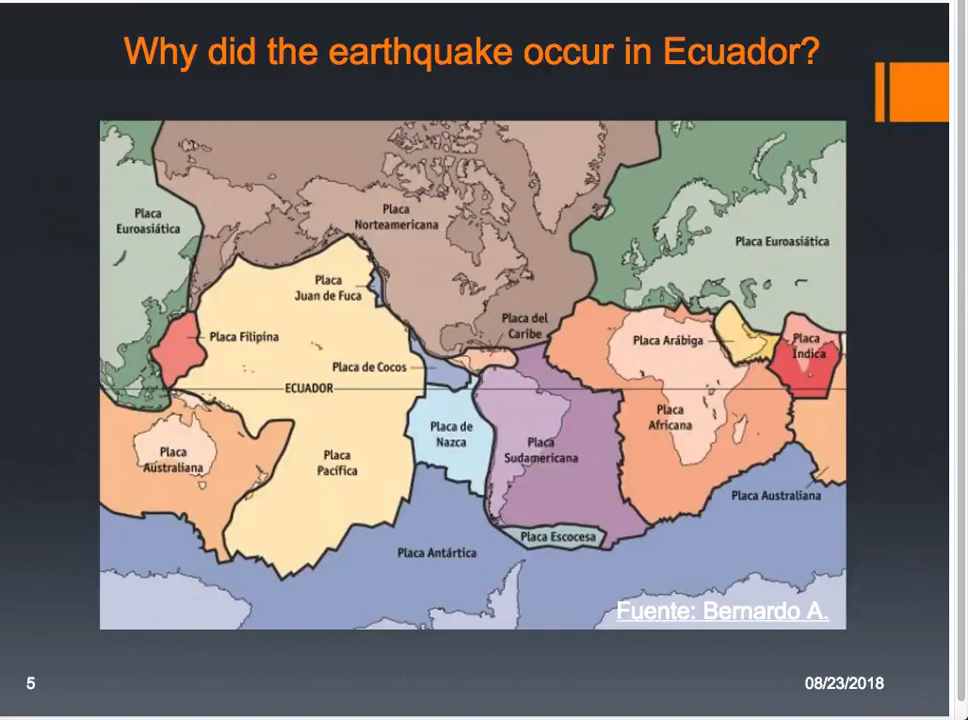 Why did the earthquake occur in Ecuador?
Placa
Euroasiática
Placa
Norteamericana
Placa Euroasiática
Placa
Juan de Fuca
Placa del
Caribe
Placa Filipina
Placa Arábiga
Placa
Índica
Placa de Cocos
ECUADOR
Placa
Africana
Placa de
Nazca
Placa
Sudamericana
Placa
Australiana
Placa
Pacífica
Placa Australiana
Placa Escocesa
Placa Antártica
Fuente: Bernardo A.
5
08/23/2018